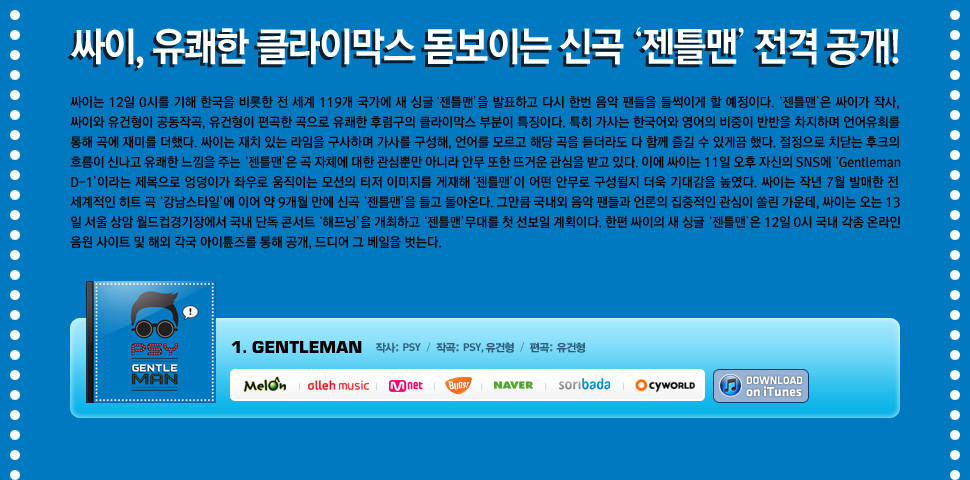 싸이, 유쾌한 클라이막스 돋보이는 신곡 ‘젠틀맨’ 전격 공개!
싸이는 12일 0시를 기해 한국을 비롯한 전 세계 119개 국가에 새 싱글 ‘젠틀맨’을 발표하고 다시 한번 음악 팬들을 들썩이게 할 예정이다. ‘젠틀맨’은 싸이가 작사,
싸이와 유건형이 공동작곡, 유건형이 편곡한 곡으로 유쾌한 후렴구의 클라이막스 부분이 특징이다. 특히 가사는 한국어와 영어의 비중이 반반을 차지하며 언어유희를
통해 곡에 재미를 더했다. 싸이는 재치 있는 라임을 구사하며 가사를 구성해, 언어를 모르고 해당 곡을 듣더라도 다 함께 즐길 수 있게끔 했다. 절정으로 치닫는 후크의
흐름이 신나고 유쾌한 느낌을 주는 ‘젠틀맨’은 곡 자체에 대한 관심뿐만 아니라 안무 또한 뜨거운 관심을 받고 있다. 이에 싸이는 11일 오후 자신의 SNS에 ‘Gentleman
D-1’이라는 제목으로 엉덩이가 좌우로 움직이는 모션의 티저 이미지를 게재해 ‘젠틀맨’이 어떤 안무로 구성될지 더욱 기대감을 높였다. 싸이는 작년 7월 발매한 전
세계적인 히트 곡 ‘강남스타일’에 이어 약 9개월 만에 신곡 ‘젠틀맨’을 들고 돌아온다. 그만큼 국내외 음악 팬들과 언론의 집중적인 관심이 쏠린 가운데, 싸이는 오는 13
일 서울 상암 월드컵경기장에서 국내 단독 콘서트 ‘해프닝’을 개최하고 ‘젠틀맨’무대를 첫 선보일 계획이다. 한편 싸이의 새 싱글 ‘젠틀맨’은 12일 0시 국내 각종 온라인
음원 사이트 및 해외 각국 아이튠즈를 통해 공개, 드디어 그 베일을 벗는다.
!
PSY
GENTLE
MAN
1. GENTLEMAN 작사: PSY / 작곡: PSY, 유건형 / 편곡: 유건형
Melon olleh music Mnet Bugs! NAVER soribada CYWORLD
DOWNLOAD
on iTunes